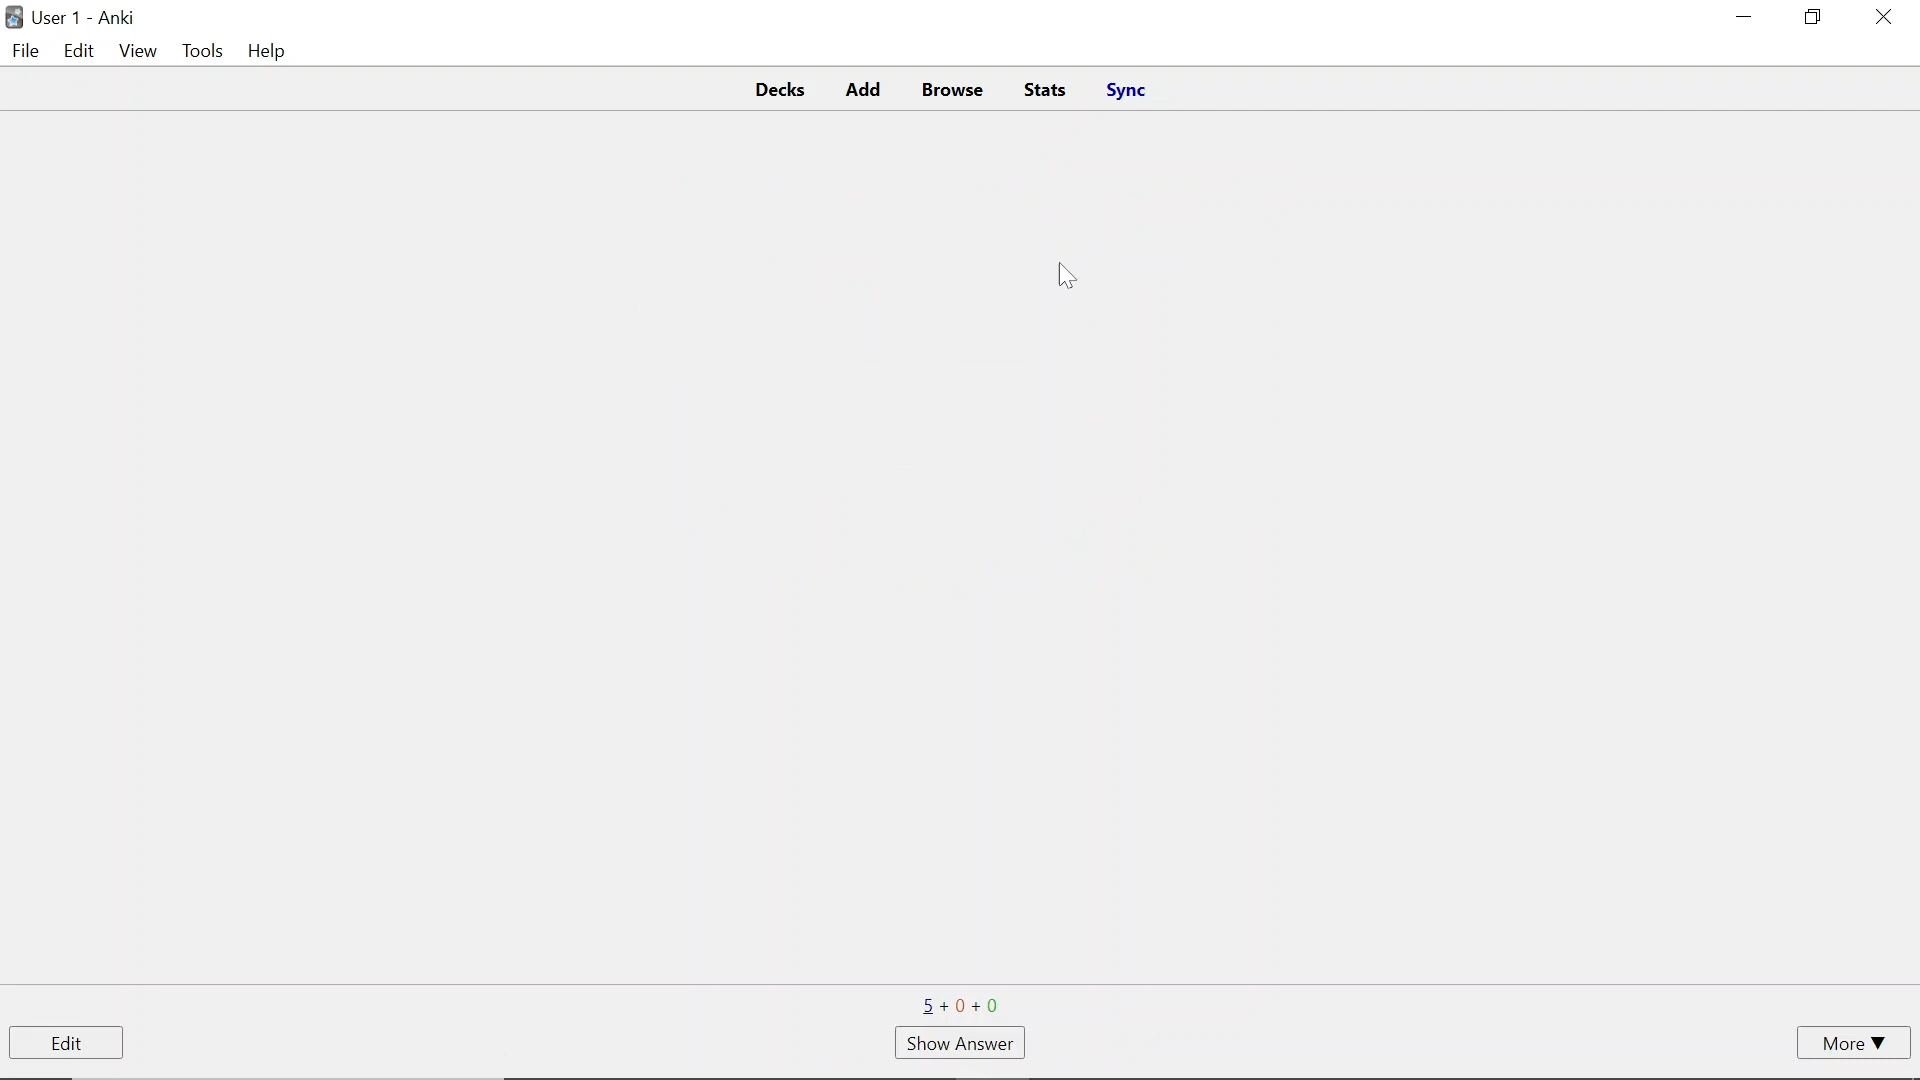 User 1 - Anki
File Edit View Tools Help
Decks Add Browse Stats Sync
5 + 0 + 0
Edit Show Answer More ▼